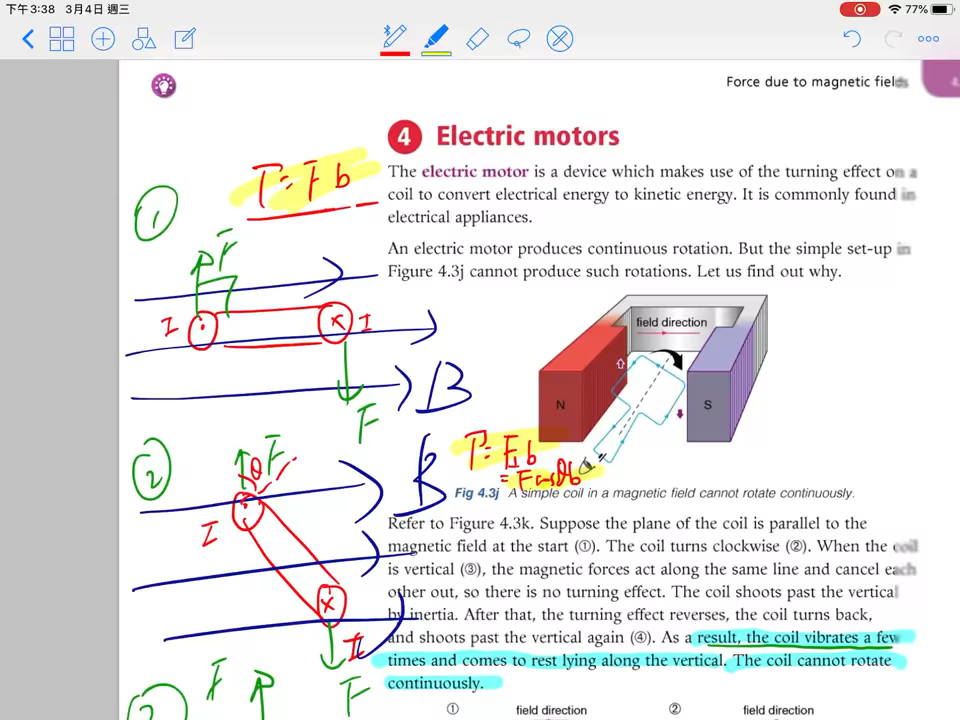 下午3:38 3月4日 週三
77%
Force due to magnetic fields
4 Electric motors
The electric motor is a device which makes use of the turning effect on a
coil to convert electrical energy to kinetic energy. It is commonly found in
electrical appliances.
An electric motor produces continuous rotation. But the simple set-up in
Figure 4.3j cannot produce such rotations. Let us find out why.
field direction
N
S
Fig 4.3j A simple coil in a magnetic field cannot rotate continuously.
Refer to Figure 4.3k. Suppose the plane of the coil is parallel to the
magnetic field at the start (①). The coil turns clockwise (②). When the coil
is vertical (③), the magnetic forces act along the same line and cancel each
other out, so there is no turning effect. The coil shoots past the vertical
by inertia. After that, the turning effect reverses, the coil turns back,
and shoots past the vertical again (④). As a result, the coil vibrates a few
times and comes to rest lying along the vertical. The coil cannot rotate
continuously.
① field direction
② field direction
τ = F b
①
F
I
X I
B
F
τ = F⊥ b
= F cosθ b
②
θ F
B
I
X
I
F
F